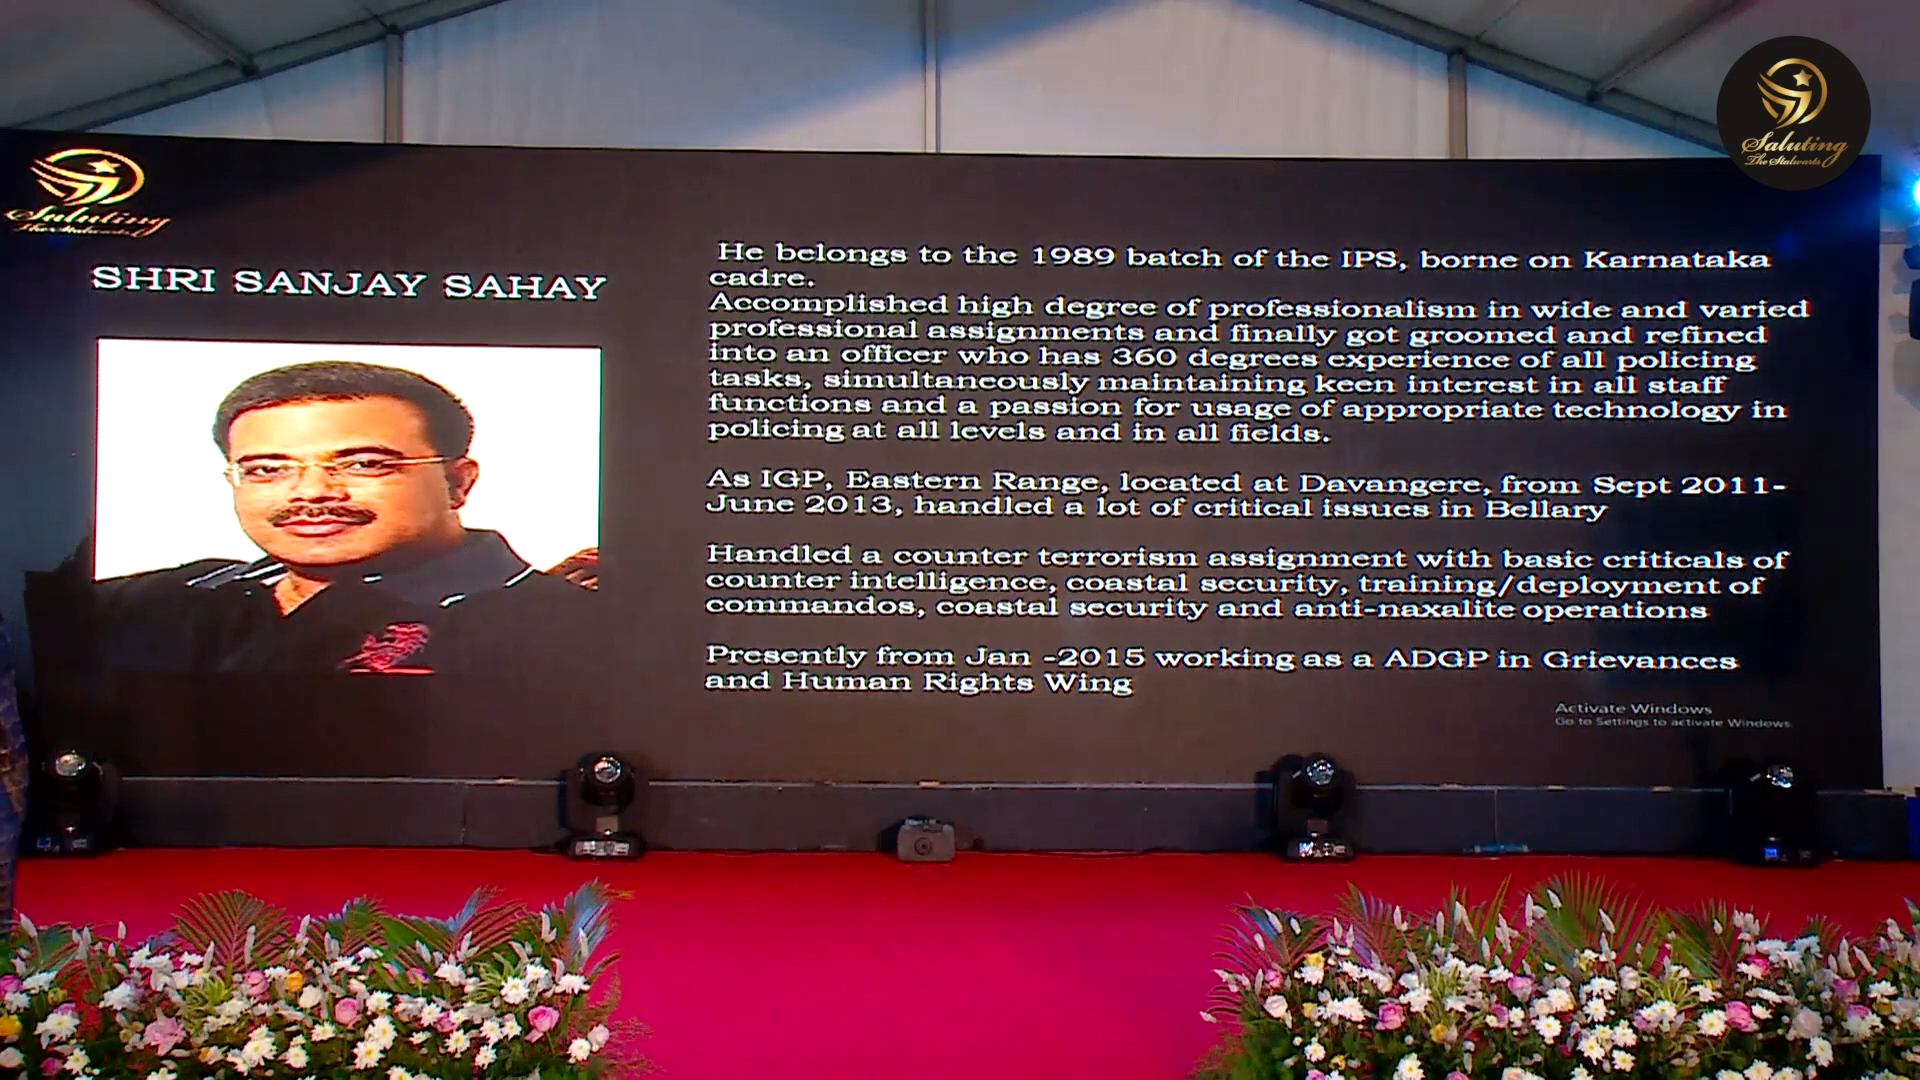 Saluting
The Stalwarts
Saluting
The Stalwarts
SHRI SANJAY SAHAY
He belongs to the 1989 batch of the IPS, borne on Karnataka
cadre.
Accomplished high degree of professionalism in wide and varied
professional assignments and finally got groomed and refined
into an officer who has 360 degrees experience of all policing
tasks, simultaneously maintaining keen interest in all staff
functions and a passion for usage of appropriate technology in
policing at all levels and in all fields.
As IGP, Eastern Range, located at Davangere, from Sept 2011-
June 2013, handled a lot of critical issues in Bellary
Handled a counter terrorism assignment with basic criticals of
counter intelligence, coastal security, training/deployment of
commandos, coastal security and anti-naxalite operations
Presently from Jan -2015 working as a ADGP in Grievances
and Human Rights Wing
Activate Windows
Go to Settings to activate Windows.